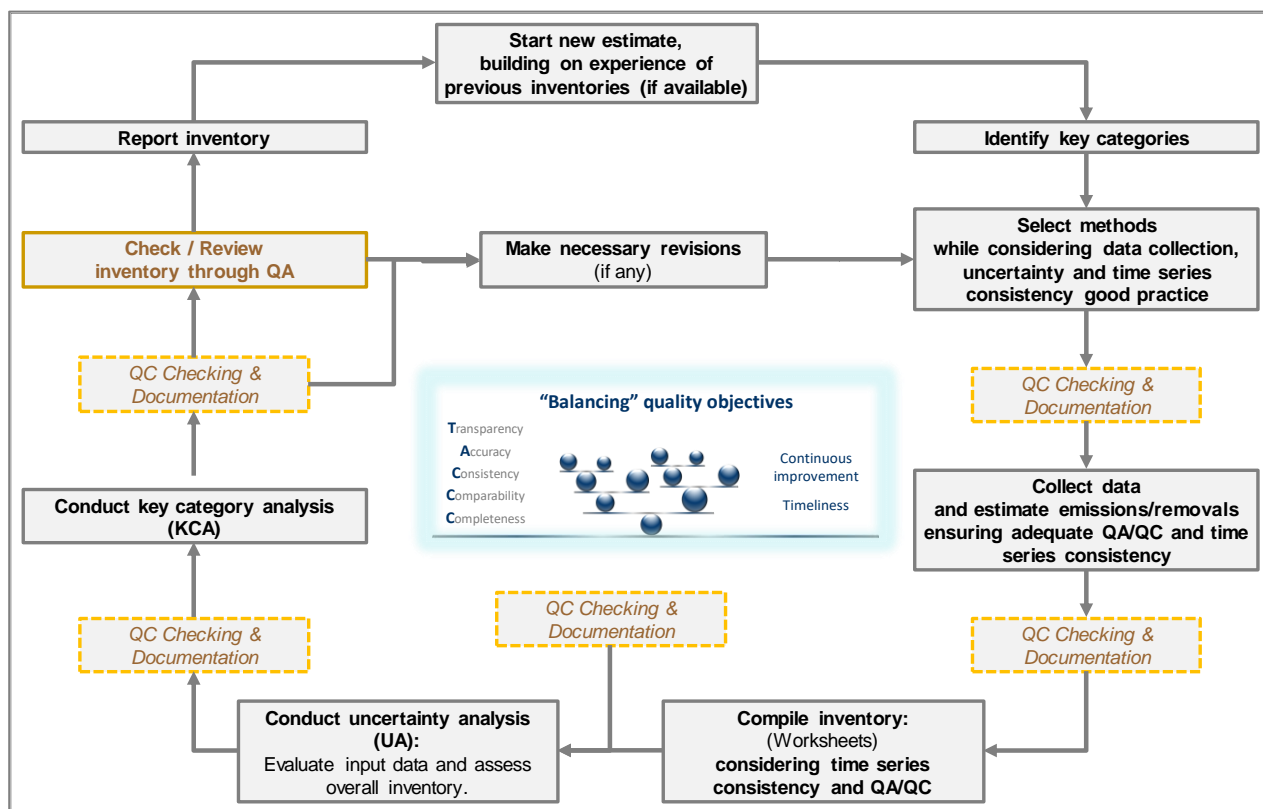 Start new estimate,
building on experience of
previous inventories (if available)
Report inventory
Identify key categories
Check / Review
inventory through QA
Make necessary revisions
(if any)
Select methods
while considering data collection,
uncertainty and time series
consistency good practice
QC Checking &
Documentation
QC Checking &
Documentation
“Balancing” quality objectives
Transparency
Accuracy
Consistency
Comparability
Completeness
Continuous
improvement
Timeliness
Conduct key category analysis
(KCA)
Collect data
and estimate emissions/removals
ensuring adequate QA/QC and time
series consistency
QC Checking &
Documentation
QC Checking &
Documentation
QC Checking &
Documentation
Conduct uncertainty analysis
(UA):
Evaluate input data and assess
overall inventory.
Compile inventory:
(Worksheets)
considering time series
consistency and QA/QC